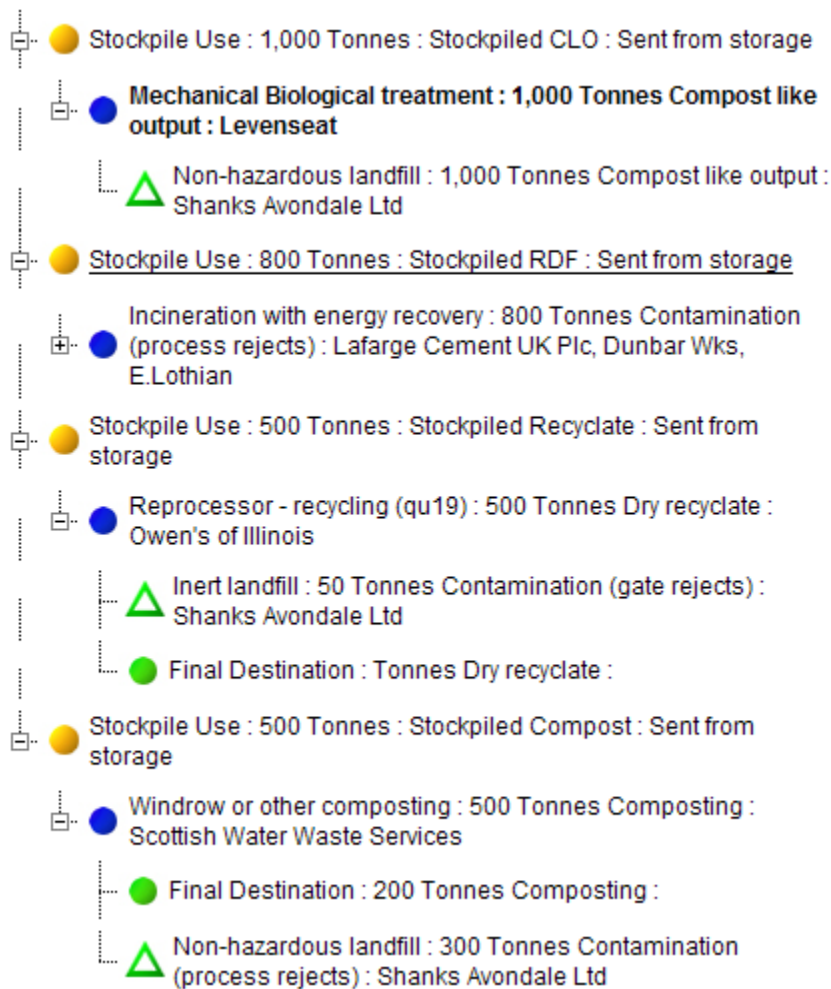 Stockpile Use : 1,000 Tonnes : Stockpiled CLO : Sent from storage
Mechanical Biological treatment : 1,000 Tonnes Compost like
output : Levenseat
Non-hazardous landfill : 1,000 Tonnes Compost like output :
Shanks Avondale Ltd
Stockpile Use : 800 Tonnes : Stockpiled RDF : Sent from storage
Incineration with energy recovery : 800 Tonnes Contamination
(process rejects) : Lafarge Cement UK Plc, Dunbar Wks,
E.Lothian
Stockpile Use : 500 Tonnes : Stockpiled Recyclate : Sent from
storage
Reprocessor - recycling (qu19) : 500 Tonnes Dry recyclate :
Owen's of Illinois
Inert landfill : 50 Tonnes Contamination (gate rejects) :
Shanks Avondale Ltd
Final Destination : Tonnes Dry recyclate :
Stockpile Use : 500 Tonnes : Stockpiled Compost : Sent from
storage
Windrow or other composting : 500 Tonnes Composting :
Scottish Water Waste Services
Final Destination : 200 Tonnes Composting :
Non-hazardous landfill : 300 Tonnes Contamination
(process rejects) : Shanks Avondale Ltd